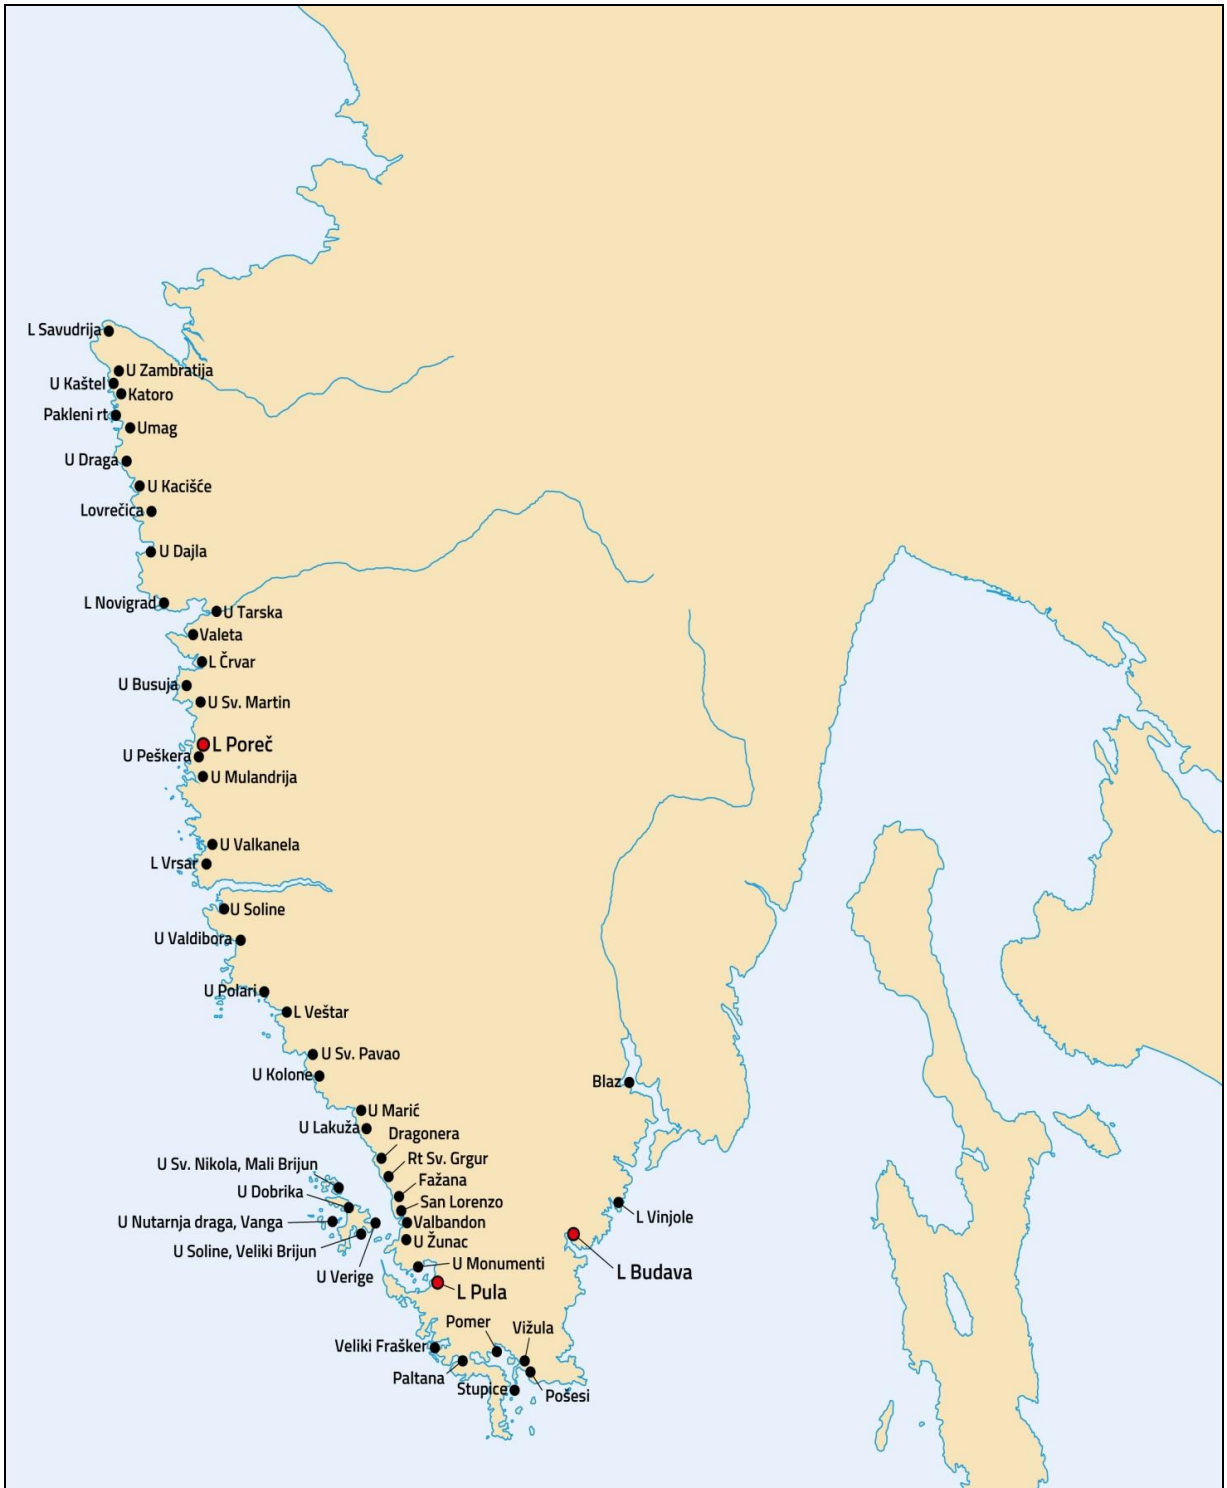 L Savudrija
U Zambratija
U Kaštel
Katoro
Pakleni rt
Umag
U Draga
U Kacišće
Lovrečica
U Dajla
L Novigrad
U Tarska
Valeta
L Črvar
U Busuja
U Sv. Martin
L Poreč
U Peškera
U Mulandrija
U Valkanela
L Vrsar
U Soline
U Valdibora
U Polari
L Veštar
U Sv. Pavao
U Kolone
Blaz
U Marić
U Lakuža
Dragonera
Rt Sv. Grgur
U Sv. Nikola, Mali Brijun
Fažana
U Dobrika
San Lorenzo
L Vinjole
U Nutarnja draga, Vanga
Valbandon
U Žunac
U Soline, Veliki Brijun
U Monumenti
L Budava
U Verige
L Pula
Pomer
Vižula
Veliki Frašker
Paltana
Stupice
Pošesi